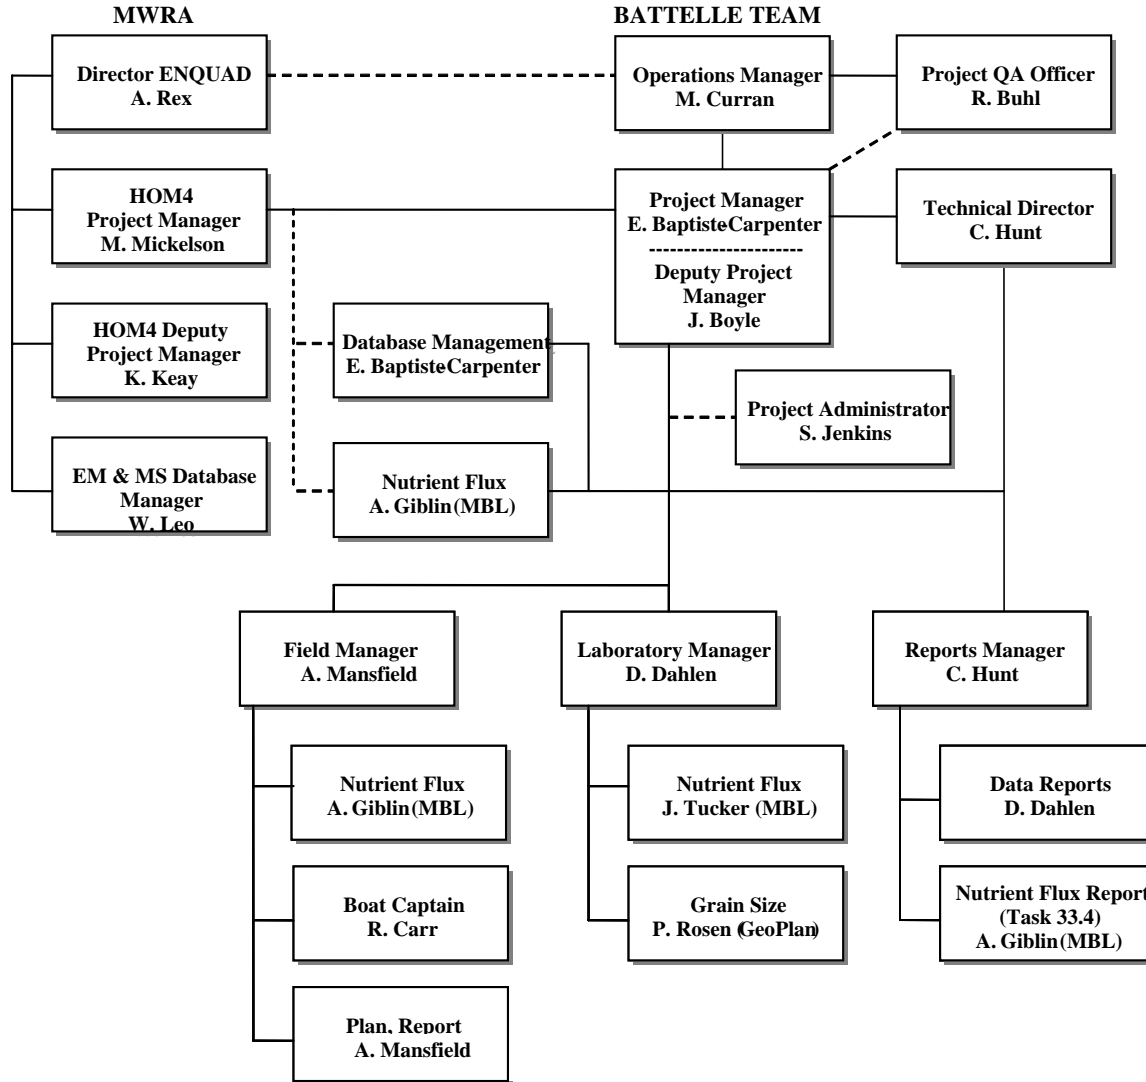 MWRA
BATTELLE TEAM
Director ENQUAD
A. Rex
Operations Manager
M. Curran
Project QA Officer
R. Buhl
HOM4
Project Manager
M. Mickelson
Project Manager
E. Baptiste-Carpenter
Deputy Project
Manager
J. Boyle
Technical Director
C. Hunt
HOM4 Deputy
Project Manager
K. Keay
Database Management
E. Baptiste-Carpenter
Project Administrator
S. Jenkins
EM & MS Database
Manager
W. Leo
Nutrient Flux
A. Giblin (MBL)
Field Manager
A. Mansfield
Laboratory Manager
D. Dahlen
Reports Manager
C. Hunt
Nutrient Flux
A. Giblin (MBL)
Nutrient Flux
J. Tucker (MBL)
Data Reports
D. Dahlen
Boat Captain
R. Carr
Grain Size
P. Rosen (GeoPlan)
Nutrient Flux Report
(Task 33.4)
A. Giblin (MBL)
Plan, Report
A. Mansfield